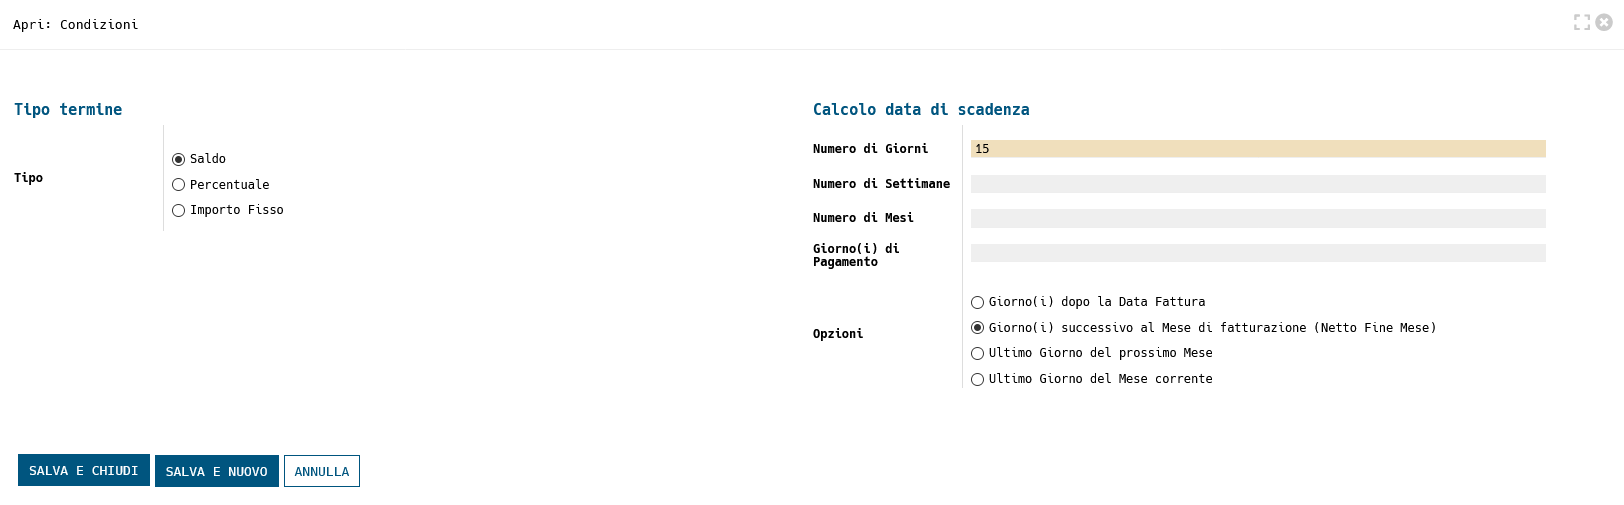 Apri: Condizioni
Tipo termine
Tipo
Saldo
Percentuale
Importo Fisso
Calcolo data di scadenza
Numero di Giorni
15
Numero di Settimane
Numero di Mesi
Giorno(i) di
Pagamento
Opzioni
Giorno(i) dopo la Data Fattura
Giorno(i) successivo al Mese di fatturazione (Netto Fine Mese)
Ultimo Giorno del prossimo Mese
Ultimo Giorno del Mese corrente
SALVA E CHIUDI
SALVA E NUOVO
ANNULLA